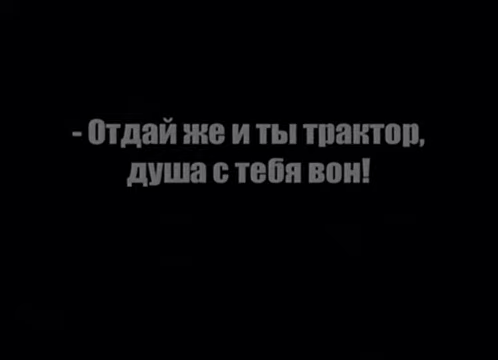 - Отдай же и ты трактор,
душа с тебя вон!